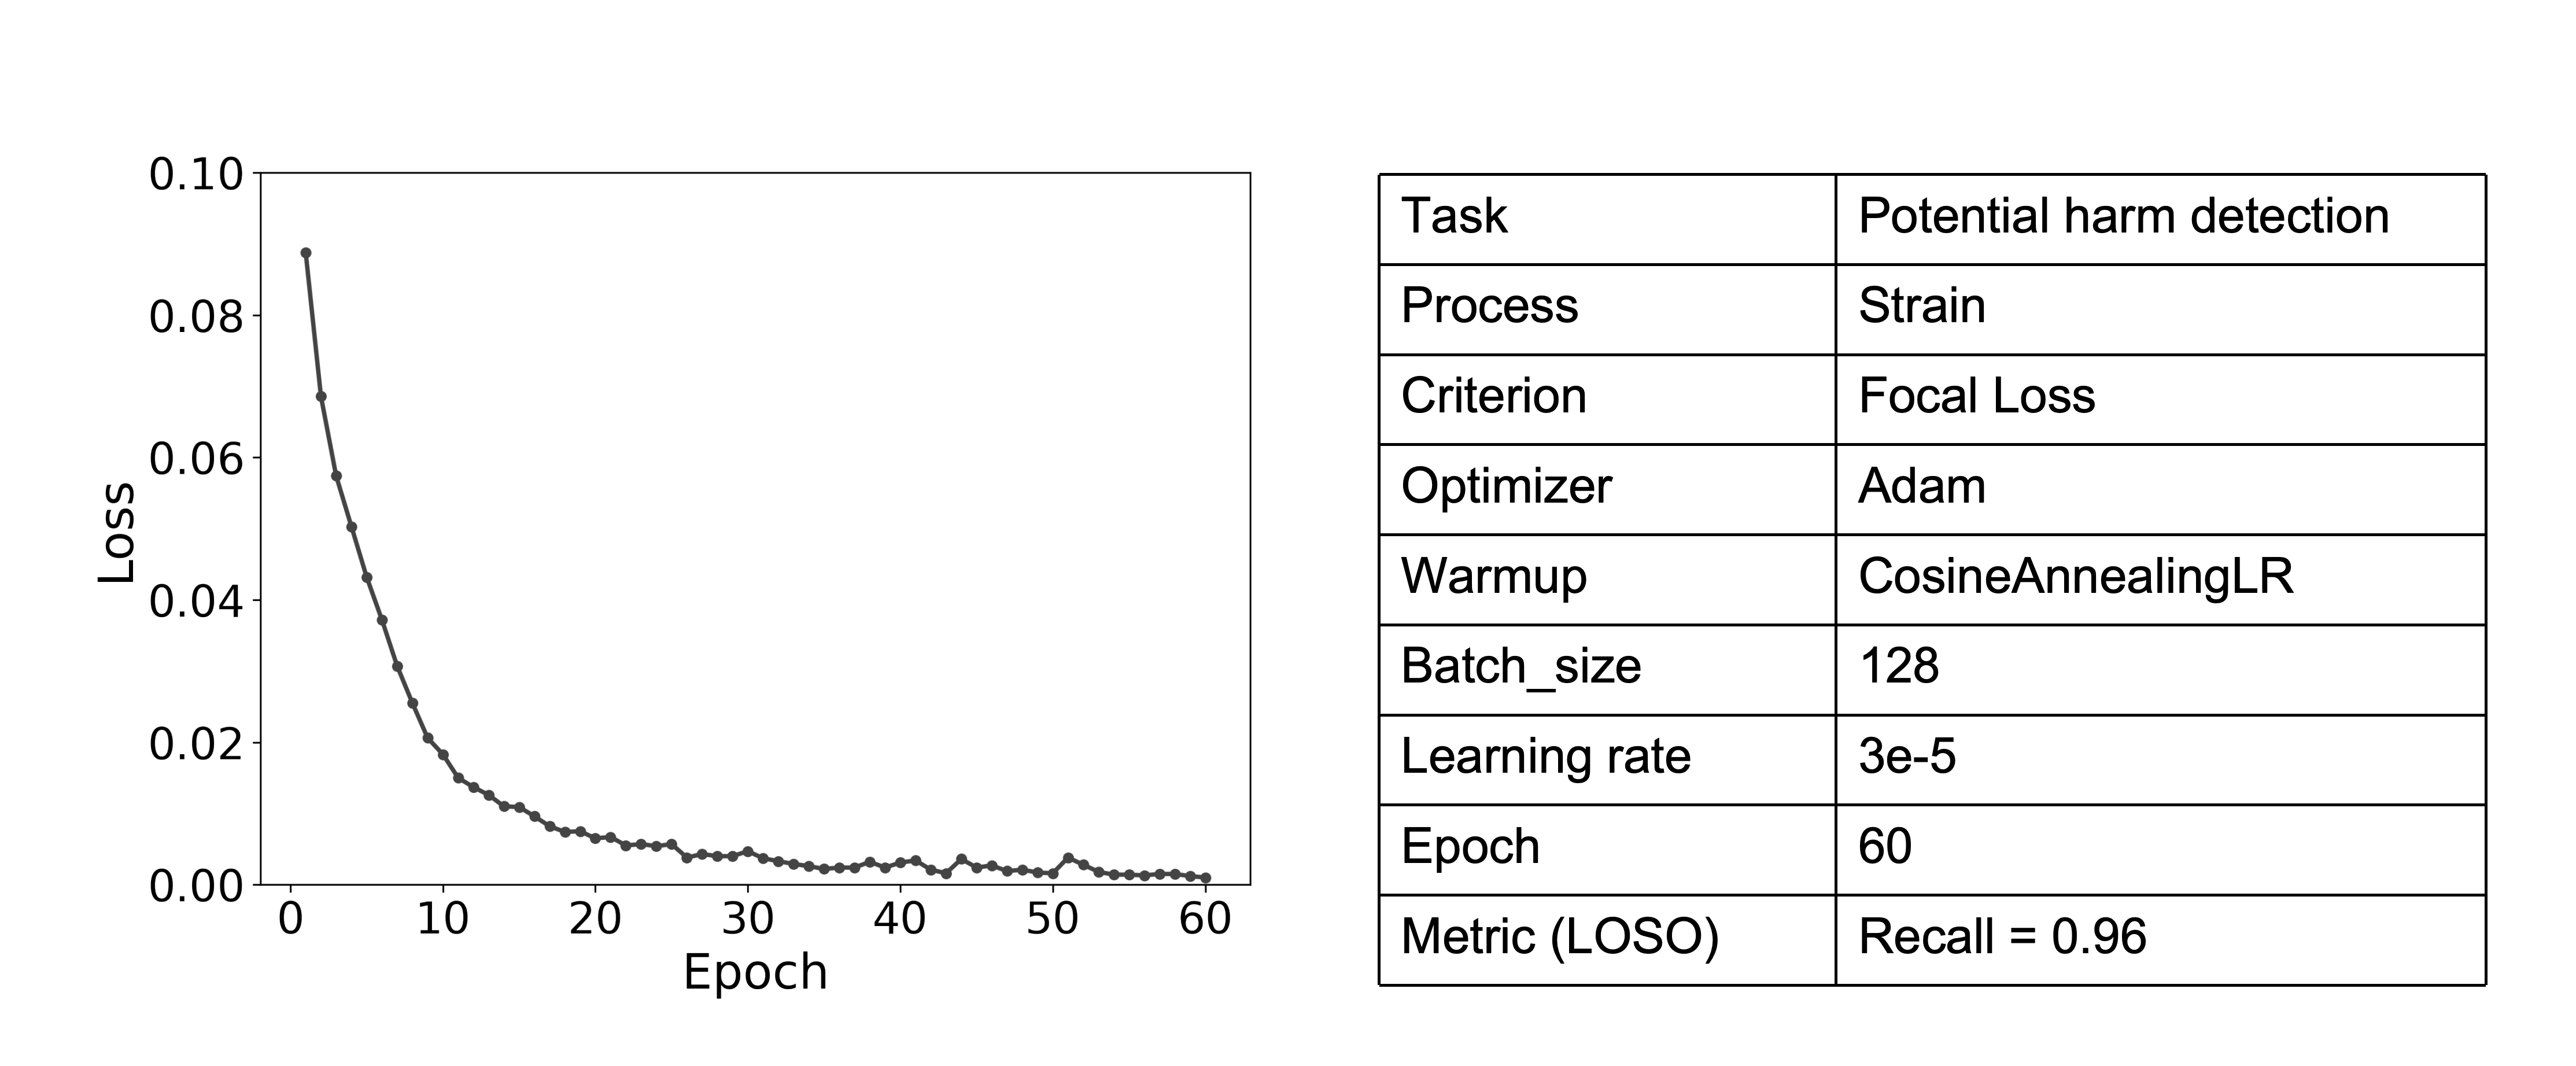 0.10
0.08
0.06
0.04
0.02
0.00
Loss
0 10 20 30 40 50 60
Epoch
Task Potential harm detection
Process Strain
Criterion Focal Loss
Optimizer Adam
Warmup CosineAnnealingLR
Batch_size 128
Learning rate 3e-5
Epoch 60
Metric (LOSO) Recall = 0.96